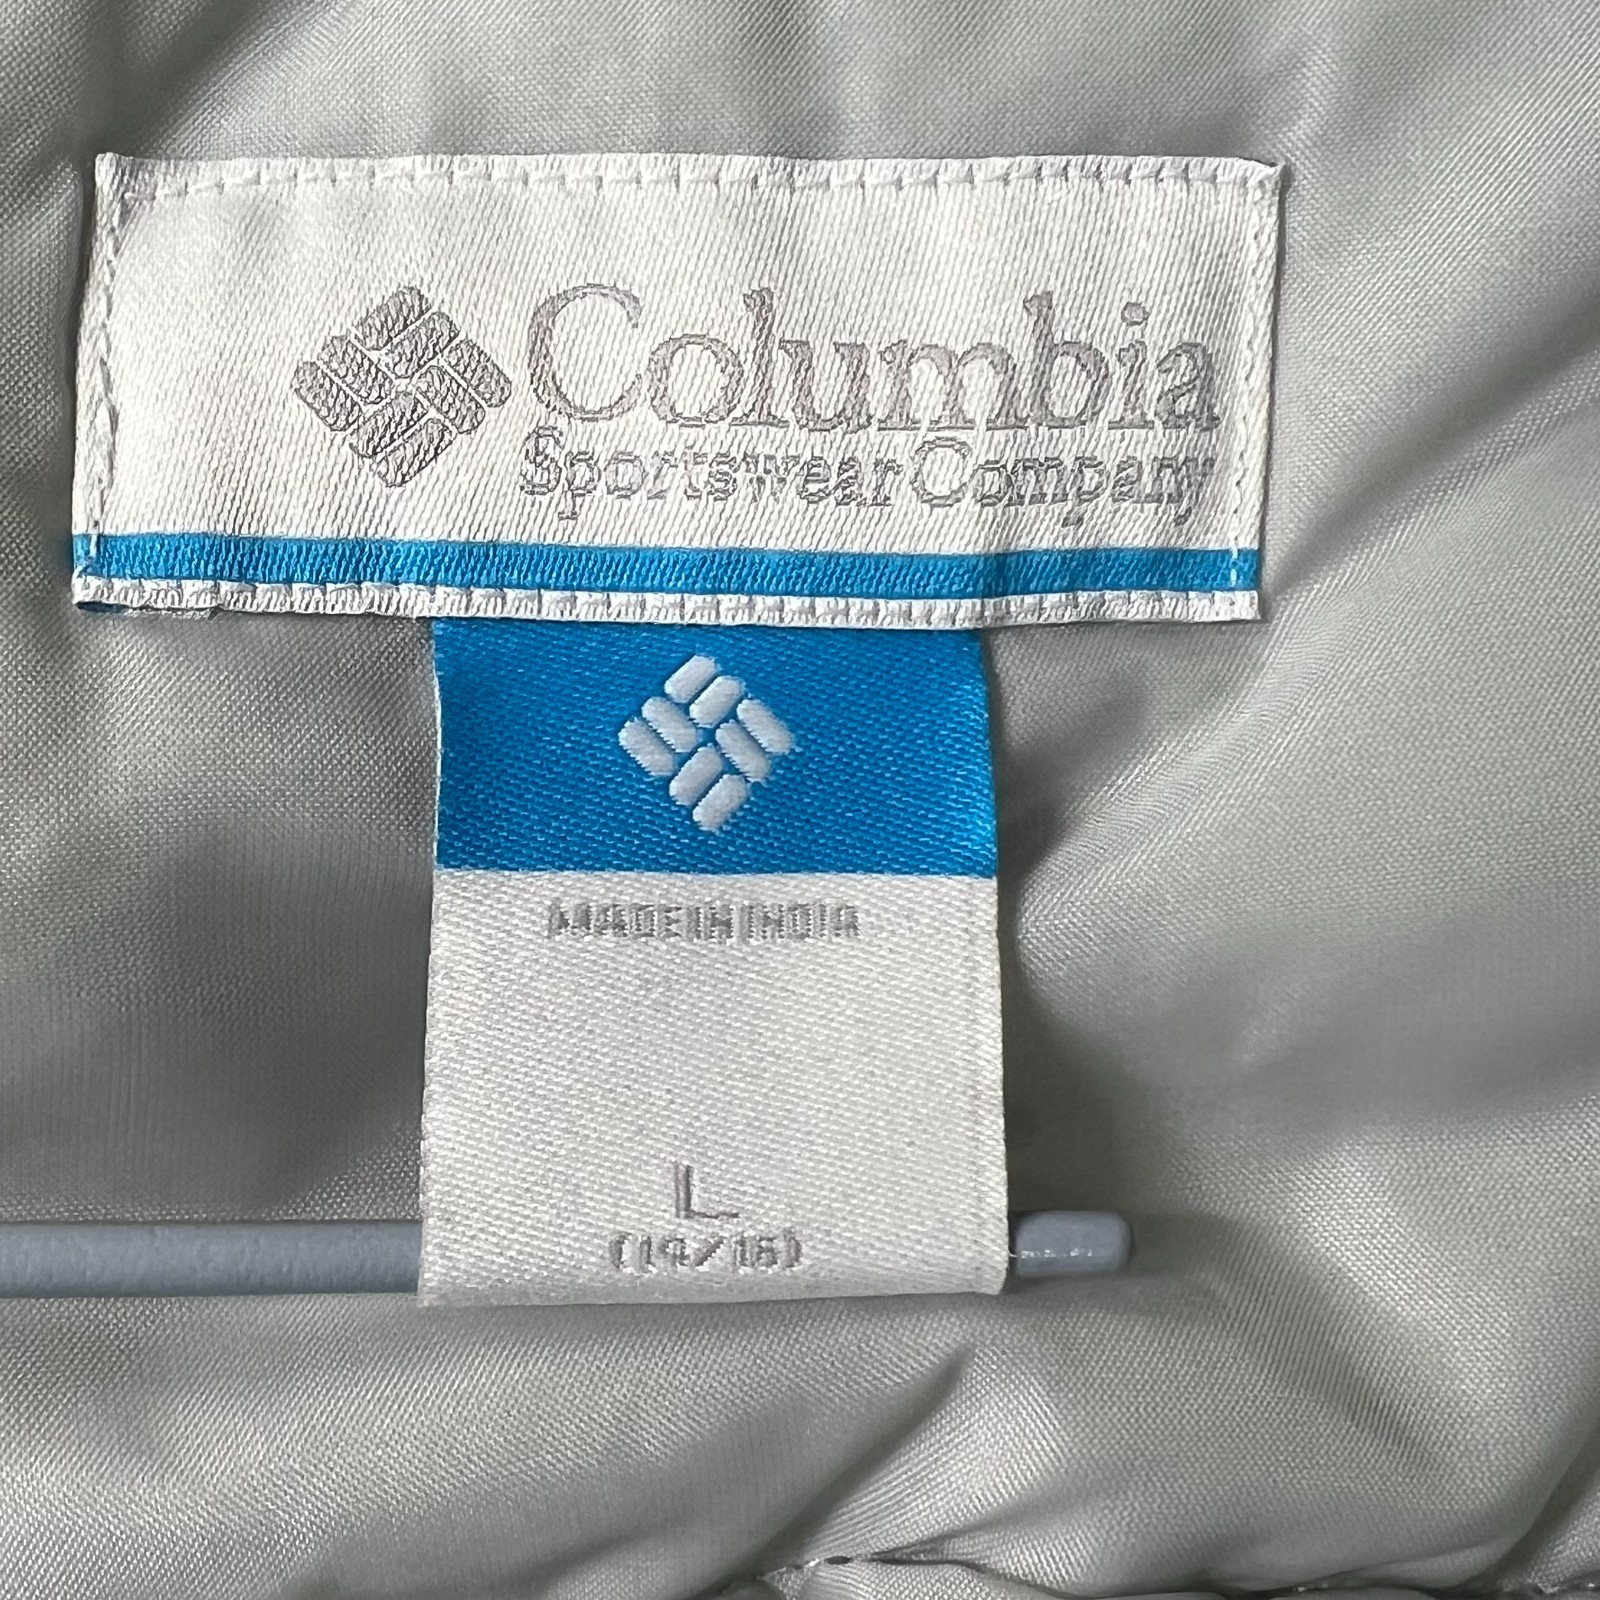 Columbia
Sportswear Company
MADE IN INDIA
L
(14/16)